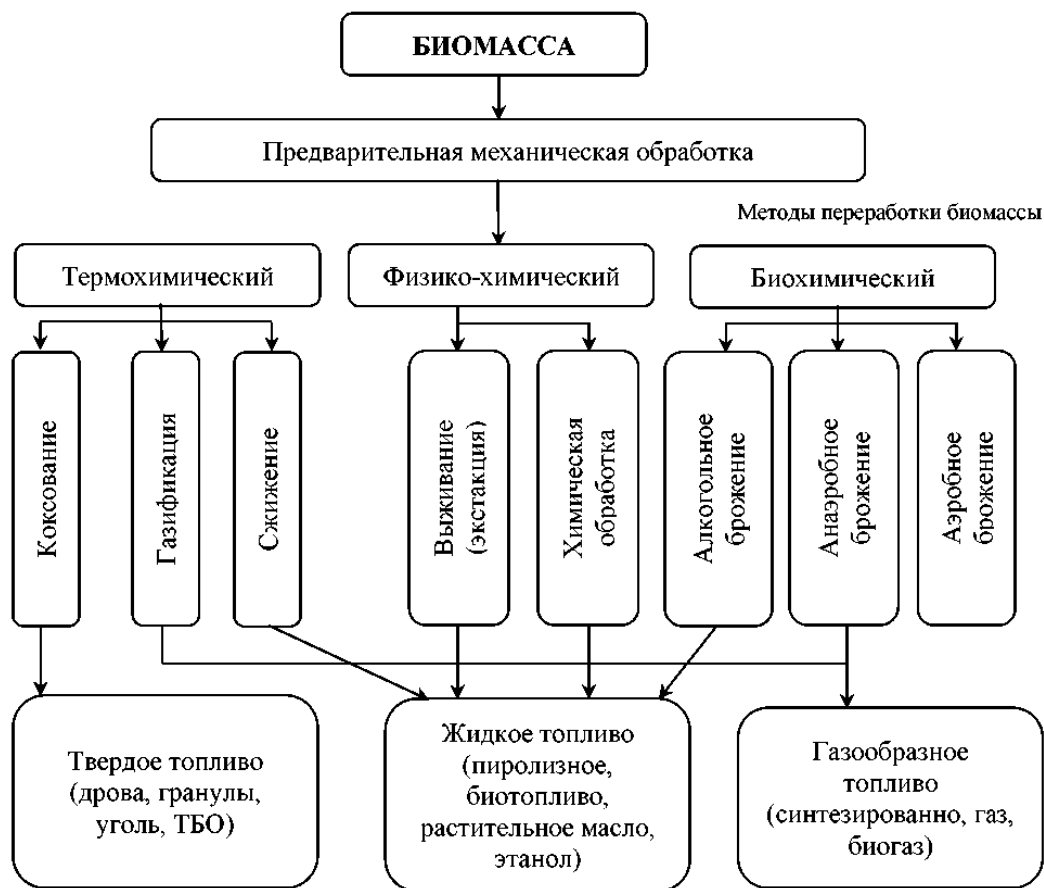 БИОМАССА
Предварительная механическая обработка
Методы переработки биомассы
Термохимический
Физико-химический
Биохимический
Коксование
Газификация
Сжижение
Выживание
(экстакция)
Химическая
обработка
Алкогольное
брожение
Анаэробное
брожение
Аэробное
брожение
Твердое топливо
(дрова, гранулы,
уголь, ТБО)
Жидкое топливо
(пиролизное,
биотопливо,
растительное масло,
этанол)
Газообразное
топливо
(синтезированно, газ,
биогаз)